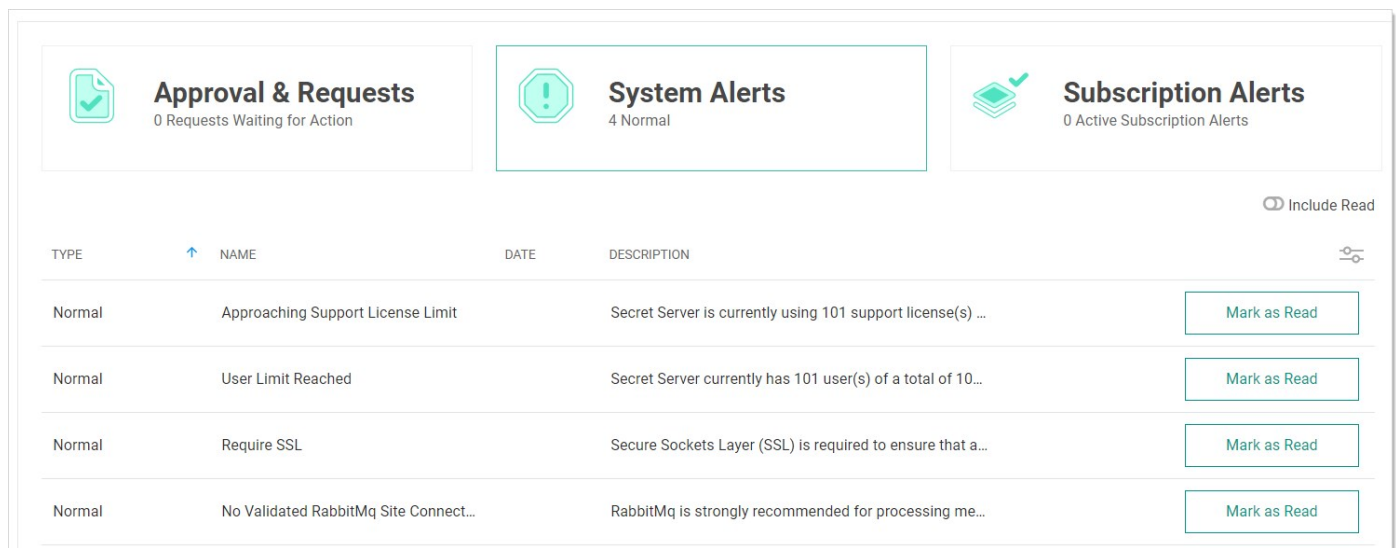 Approval & Requests
0 Requests Waiting for Action
System Alerts
4 Normal
Subscription Alerts
0 Active Subscription Alerts
Include Read
TYPE NAME DATE DESCRIPTION
Normal Approaching Support License Limit Secret Server is currently using 101 support license(s) ... Mark as Read
Normal User Limit Reached Secret Server currently has 101 user(s) of a total of 10... Mark as Read
Normal Require SSL Secure Sockets Layer (SSL) is required to ensure that a... Mark as Read
Normal No Validated RabbitMq Site Connect... RabbitMq is strongly recommended for processing me... Mark as Read